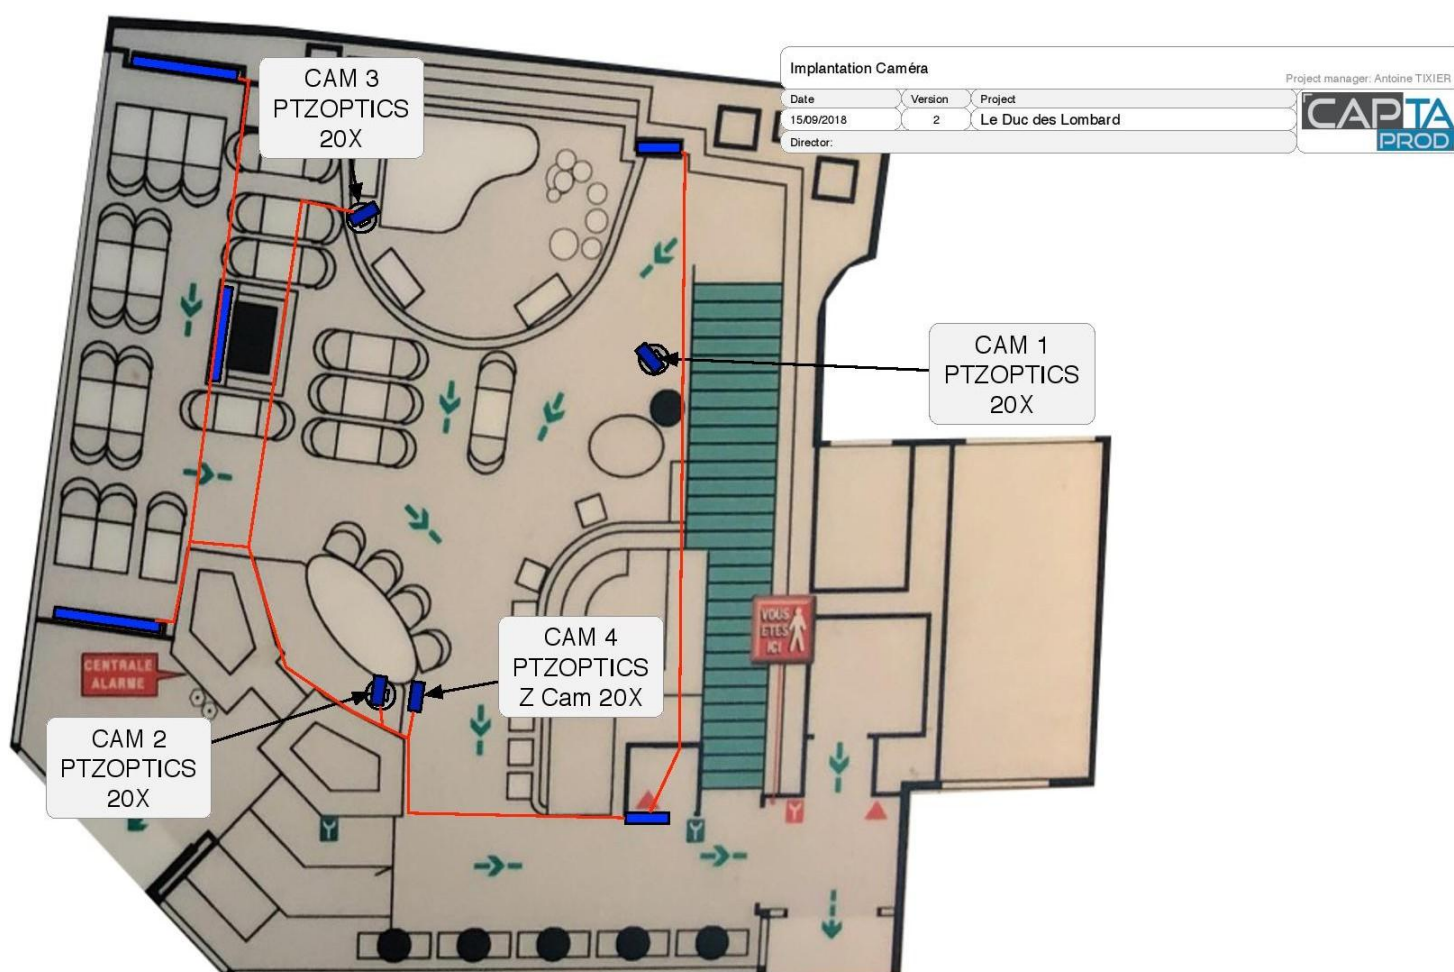 CAM 3
PTZOPTICS
20X
Implantation Caméra
Project manager: Antoine TIXIER
Date
Version
Project
15/09/2018
2
Le Duc des Lombard
Director:
CAPTA
PROD
CAM 1
PTZOPTICS
20X
VOUS
ETES
ICI
CAM 4
PTZOPTICS
Z Cam 20X
CENTRALE
ALARME
CAM 2
PTZOPTICS
20X